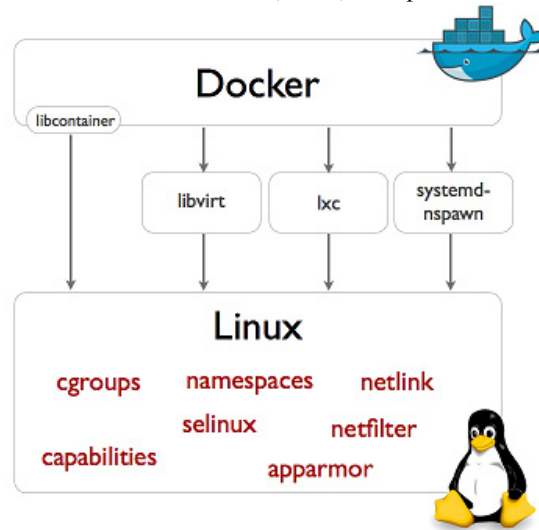 Docker
libcontainer
libvirt
lxc
systemd-
nspawn
Linux
cgroups
namespaces
netlink
selinux
netfilter
capabilities
apparmor